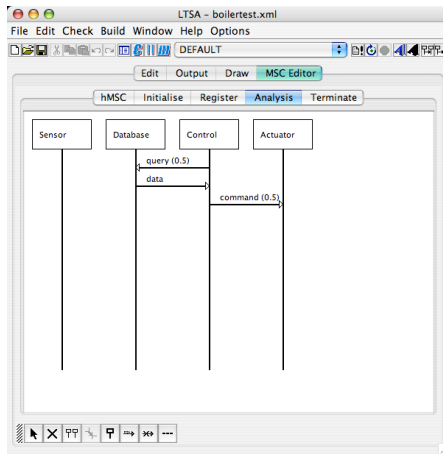 LTSA – boilertest.xml
File Edit Check Build Window Help Options
DEFAULT
Edit Output Draw MSC Editor
hMSC Initialise Register Analysis Terminate
Sensor Database Control Actuator
query (0.5)
data
command (0.5)